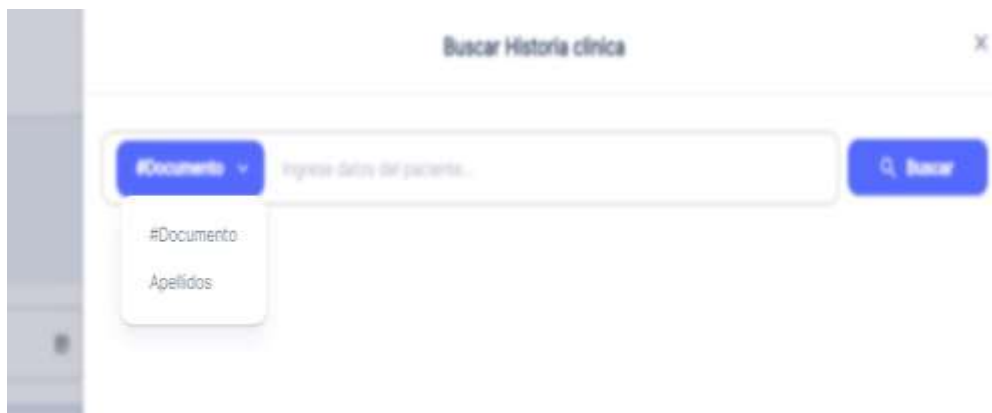 Buscar Historia clínica
#Documento
Ingrese datos del paciente...
Buscar
#Documento
Apellidos